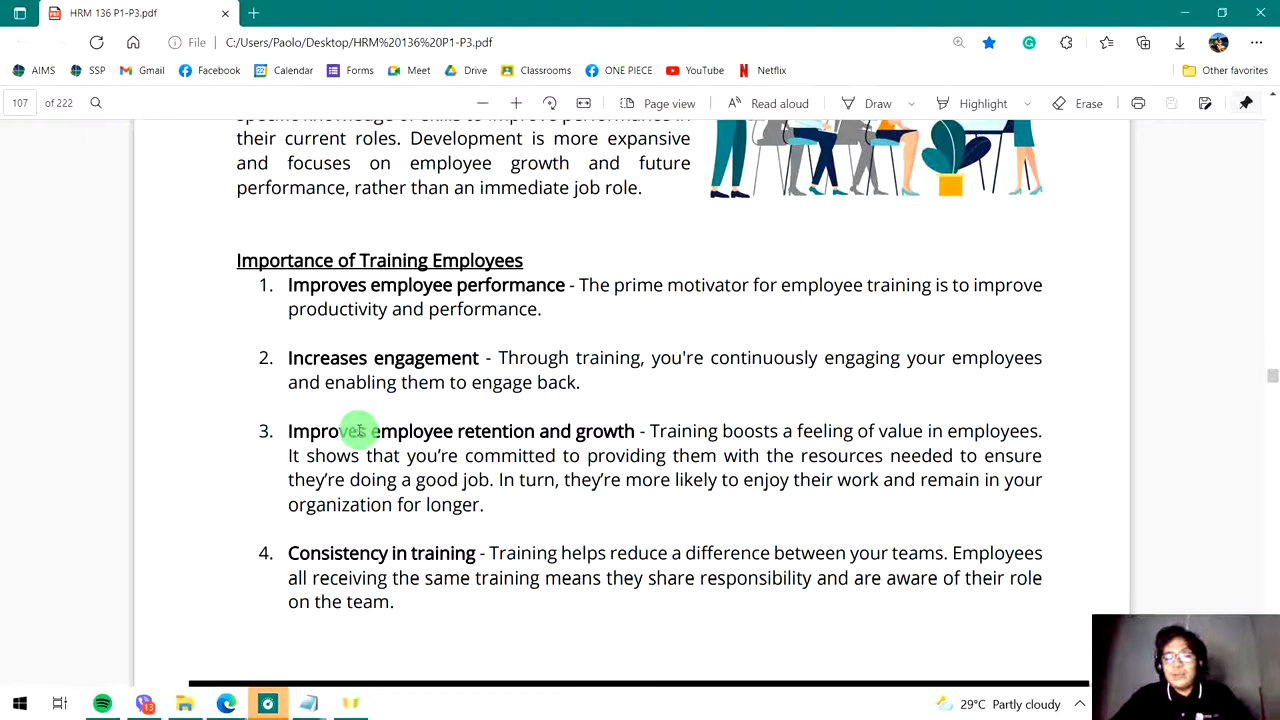 HRM 136 P1-P3.pdf
File
C:/Users/Paolo/Desktop/HRM%20136%20P1-P3.pdf
AIMS
SSP
Gmail
Facebook
Calendar
Forms
Meet
Drive
Classrooms
ONE PIECE
YouTube
Netflix
Other favorites
107 of 222
Page view
Read aloud
Draw
Highlight
Erase
specific knowledge or skills to improve performance in
their current roles. Development is more expansive
and focuses on employee growth and future
performance, rather than an immediate job role.
Importance of Training Employees
1. Improves employee performance - The prime motivator for employee training is to improve
productivity and performance.
2. Increases engagement - Through training, you're continuously engaging your employees
and enabling them to engage back.
3. Improves employee retention and growth - Training boosts a feeling of value in employees.
It shows that you’re committed to providing them with the resources needed to ensure
they’re doing a good job. In turn, they’re more likely to enjoy their work and remain in your
organization for longer.
4. Consistency in training - Training helps reduce a difference between your teams. Employees
all receiving the same training means they share responsibility and are aware of their role
on the team.
13
29°C Partly cloudy